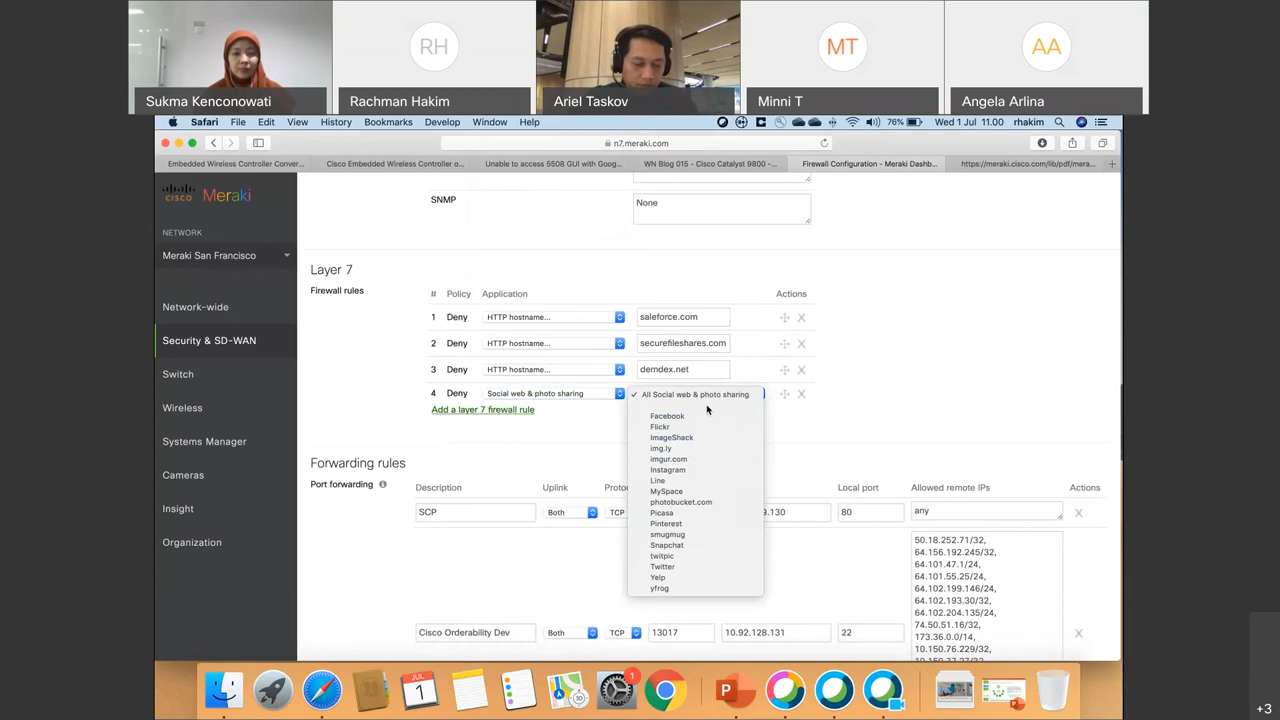 RH
MT
AA
Sukma Kenconowati
Rachman Hakim
Ariel Taskov
Minni T
Angela Arlina
Safari File Edit View History Bookmarks Develop Window Help
76% Wed 1 Jul 11.00 rhakim
n7.meraki.com
Embedded Wireless Controller Conver...
Cisco Embedded Wireless Controller o...
Unable to access 5508 GUI with Goog...
WN Blog 015 – Cisco Catalyst 9800 –...
Firewall Configuration - Meraki Dashb...
https://meraki.cisco.com/lib/pdf/mera...
CISCO Meraki
NETWORK
Meraki San Francisco
Network-wide
Security & SD-WAN
Switch
Wireless
Systems Manager
Cameras
Insight
Organization
SNMP
None
Layer 7
Firewall rules
# Policy Application Actions
1 Deny HTTP hostname... saleforce.com
2 Deny HTTP hostname... securefileshares.com
3 Deny HTTP hostname... demdex.net
4 Deny Social web & photo sharing
✓ All Social web & photo sharing
Facebook
Flickr
ImageShack
img.ly
imgur.com
Instagram
Line
MySpace
photobucket.com
Picasa
Pinterest
smugmug
Snapchat
twitpic
Twitter
Yelp
yfrog
Add a layer 7 firewall rule
Forwarding rules
Port forwarding
Description Uplink Protoc Local port Allowed remote IPs Actions
SCP Both TCP 9.130 80 any
50.18.252.71/32,
64.156.192.245/32,
64.101.47.1/24,
64.101.55.25/24,
64.102.199.146/24,
64.102.193.30/32,
64.102.204.135/24,
74.50.51.16/32,
173.36.0.0/14,
10.150.76.229/32,
Cisco Orderability Dev Both TCP 13017 10.92.128.131 22
JUL
1
1
3D
+3